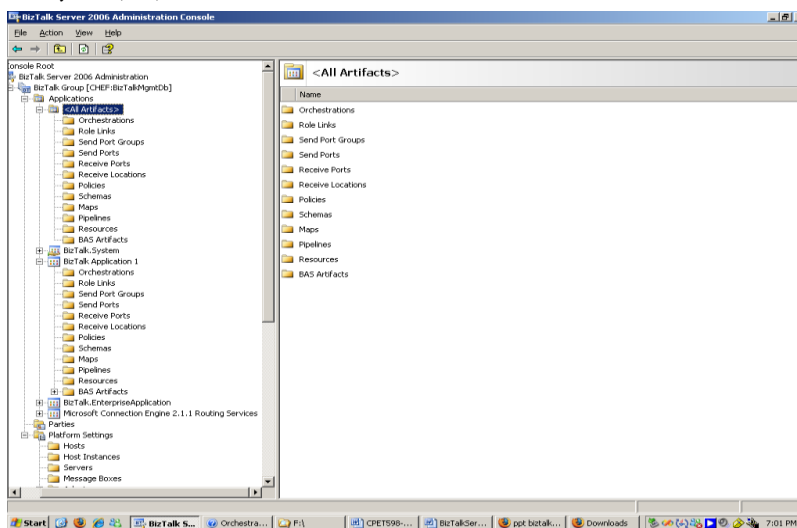 BizTalk Server 2006 Administration Console
File Action View Help
Console Root
BizTalk Server 2006 Administration
BizTalk Group [CHEF:BizTalkMgmtDb]
Applications
<All Artifacts>
Orchestrations
Role Links
Send Port Groups
Send Ports
Receive Ports
Receive Locations
Policies
Schemas
Maps
Pipelines
Resources
BAS Artifacts
BizTalk.System
BizTalk Application 1
Orchestrations
Role Links
Send Port Groups
Send Ports
Receive Ports
Receive Locations
Policies
Schemas
Maps
Pipelines
Resources
BAS Artifacts
BizTalk.EnterpriseApplication
Microsoft Connection Engine 2.1.1 Routing Services
Parties
Platform Settings
Hosts
Host Instances
Servers
Message Boxes
<All Artifacts>
Name
Orchestrations
Role Links
Send Port Groups
Send Ports
Receive Ports
Receive Locations
Policies
Schemas
Maps
Pipelines
Resources
BAS Artifacts
Start BizTalk S... Orchestra... F:\ CPET598-... BizTalkSer... ppt biztalk... Downloads 7:01 PM